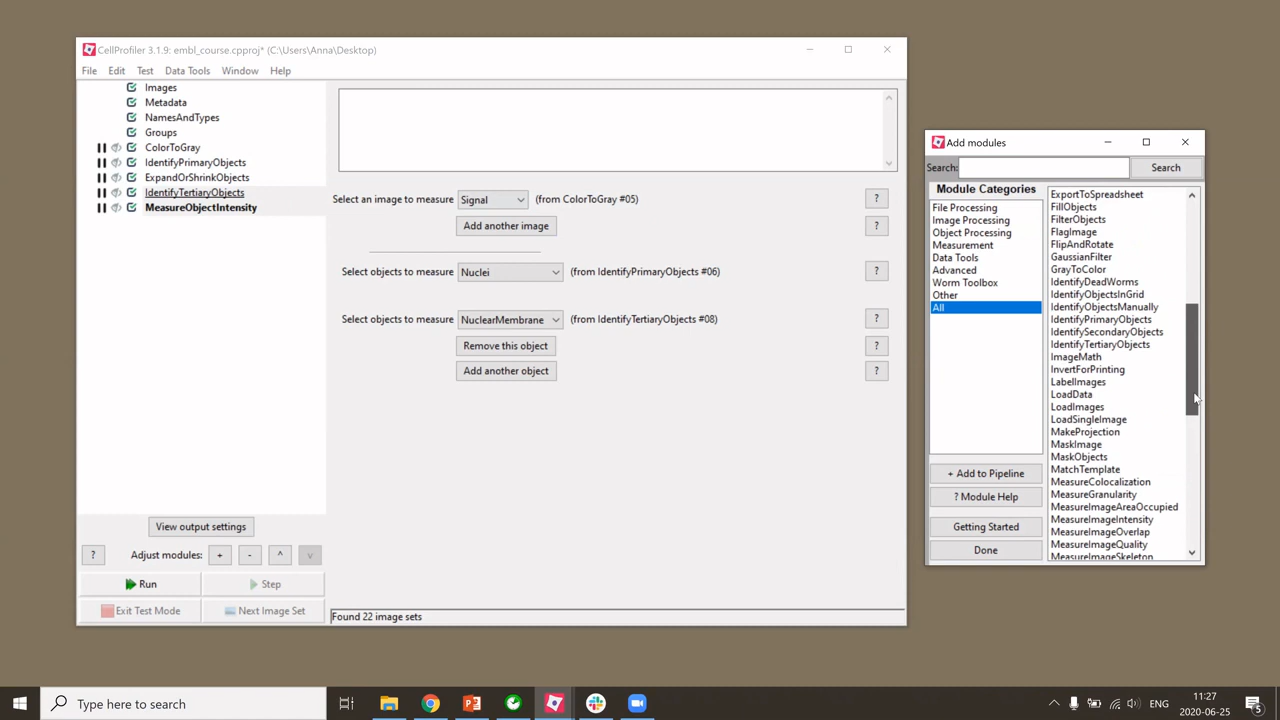 CellProfiler 3.1.9: embl_course.cpproj* (C:\Users\Anna\Desktop)
File Edit Test Data Tools Window Help
Images
Metadata
NamesAndTypes
Groups
ColorToGray
IdentifyPrimaryObjects
ExpandOrShrinkObjects
IdentifyTertiaryObjects
MeasureObjectIntensity
View output settings
? Adjust modules: + - ^ v
Run Step
Exit Test Mode Next Image Set
Select an image to measure Signal (from ColorToGray #05) ?
Add another image ?
Select objects to measure Nuclei (from IdentifyPrimaryObjects #06) ?
Select objects to measure NuclearMembrane (from IdentifyTertiaryObjects #08) ?
Remove this object ?
Add another object ?
Found 22 image sets
Add modules
Search: Search
Module Categories
File Processing
Image Processing
Object Processing
Measurement
Data Tools
Advanced
Worm Toolbox
Other
All
+ Add to Pipeline
? Module Help
Getting Started
Done
ExportToSpreadsheet
FillObjects
FilterObjects
FlagImage
FlipAndRotate
GaussianFilter
GrayToColor
IdentifyDeadWorms
IdentifyObjectsInGrid
IdentifyObjectsManually
IdentifyPrimaryObjects
IdentifySecondaryObjects
IdentifyTertiaryObjects
ImageMath
InvertForPrinting
LabelImages
LoadData
LoadImages
LoadSingleImage
MakeProjection
MaskImage
MaskObjects
MatchTemplate
MeasureColocalization
MeasureGranularity
MeasureImageAreaOccupied
MeasureImageIntensity
MeasureImageOverlap
MeasureImageQuality
MeasureImageSkeleton
Type here to search
ENG
11:27
2020-06-25
5